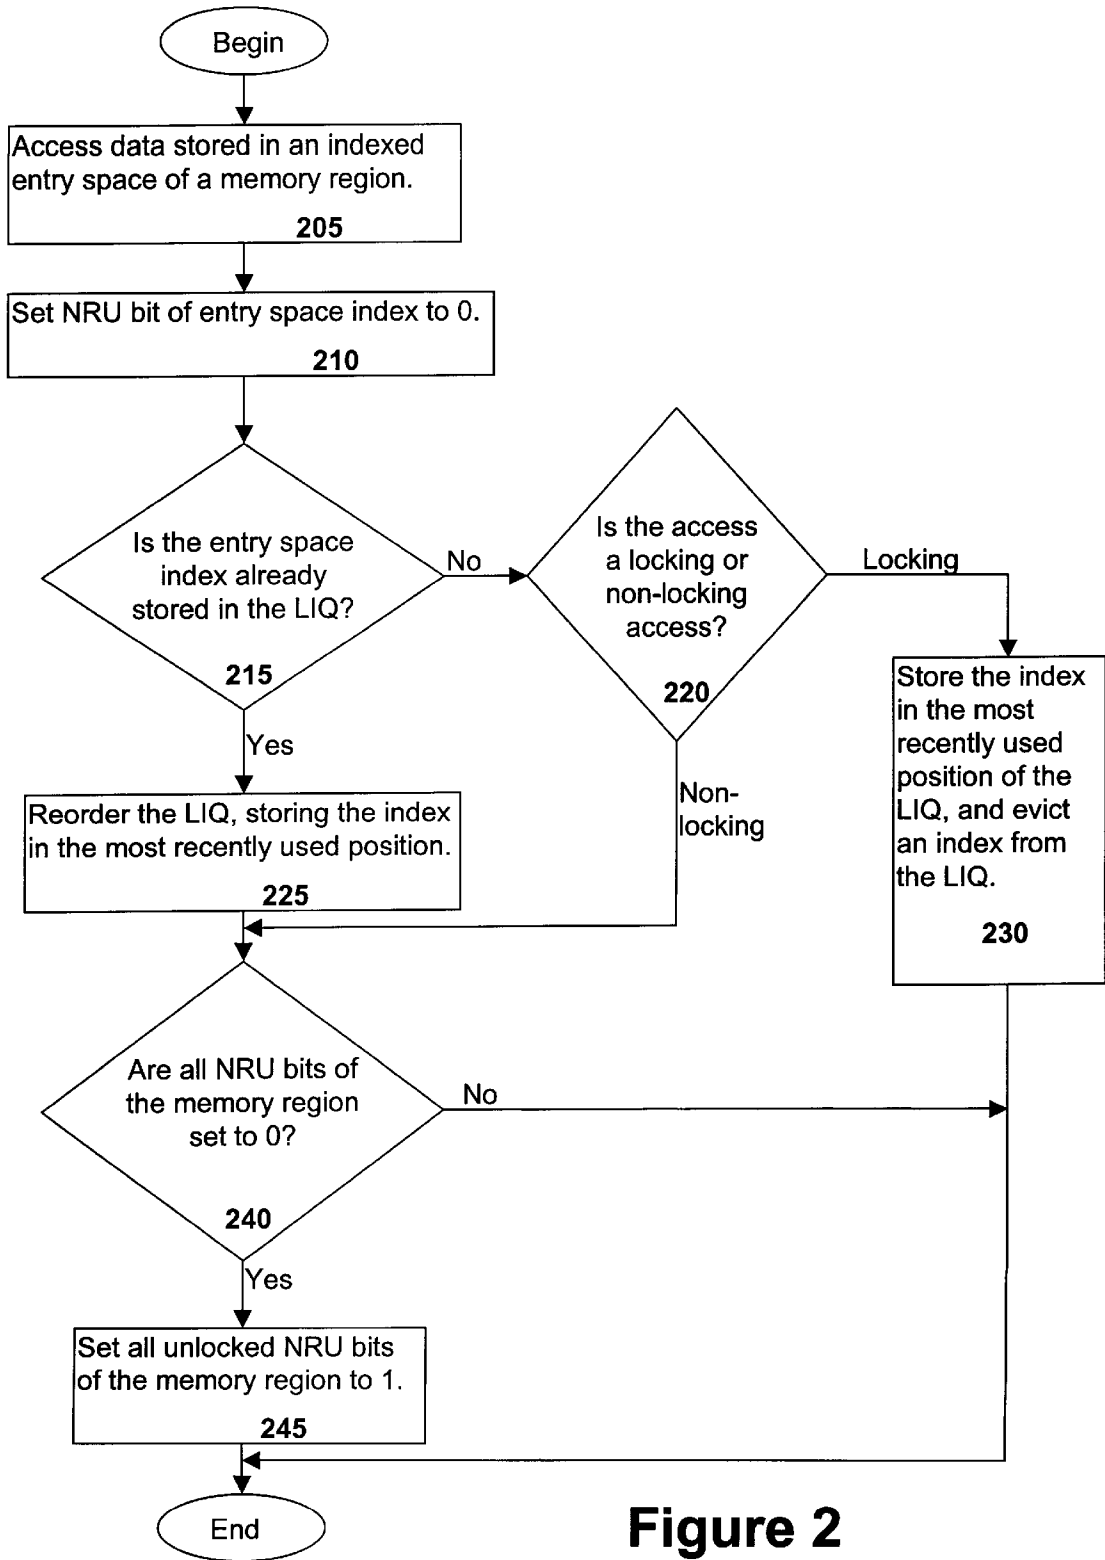 Begin
Access data stored in an indexed
entry space of a memory region.
205
Set NRU bit of entry space index to 0.
210
Is the entry space
index already
stored in the LIQ?
215
No
Is the access
a locking or
non-locking
access?
220
Locking
Store the index
in the most
recently used
position of the
LIQ, and evict
an index from
the LIQ.
230
Yes
Non-
locking
Reorder the LIQ, storing the index
in the most recently used position.
225
Are all NRU bits of
the memory region
set to 0?
240
No
Yes
Set all unlocked NRU bits
of the memory region to 1.
245
End
Figure 2